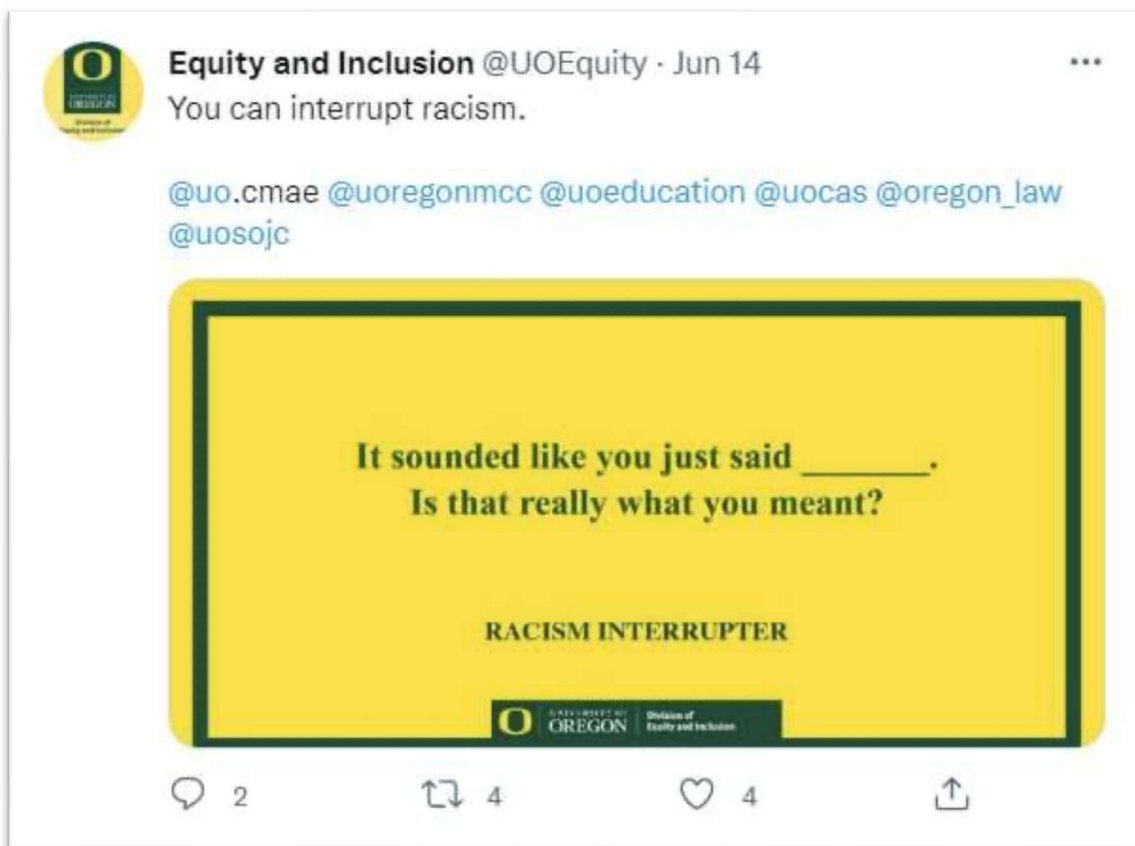 Equity and Inclusion @UOEquity · Jun 14
You can interrupt racism.
@uo.cmae @uoregonmcc @uoeducation @uocas @oregon_law
@uosojc
It sounded like you just said _______.
Is that really what you meant?
RACISM INTERRUPTER
O UNIVERSITY OF OREGON Division of Equity and Inclusion
2 4 4